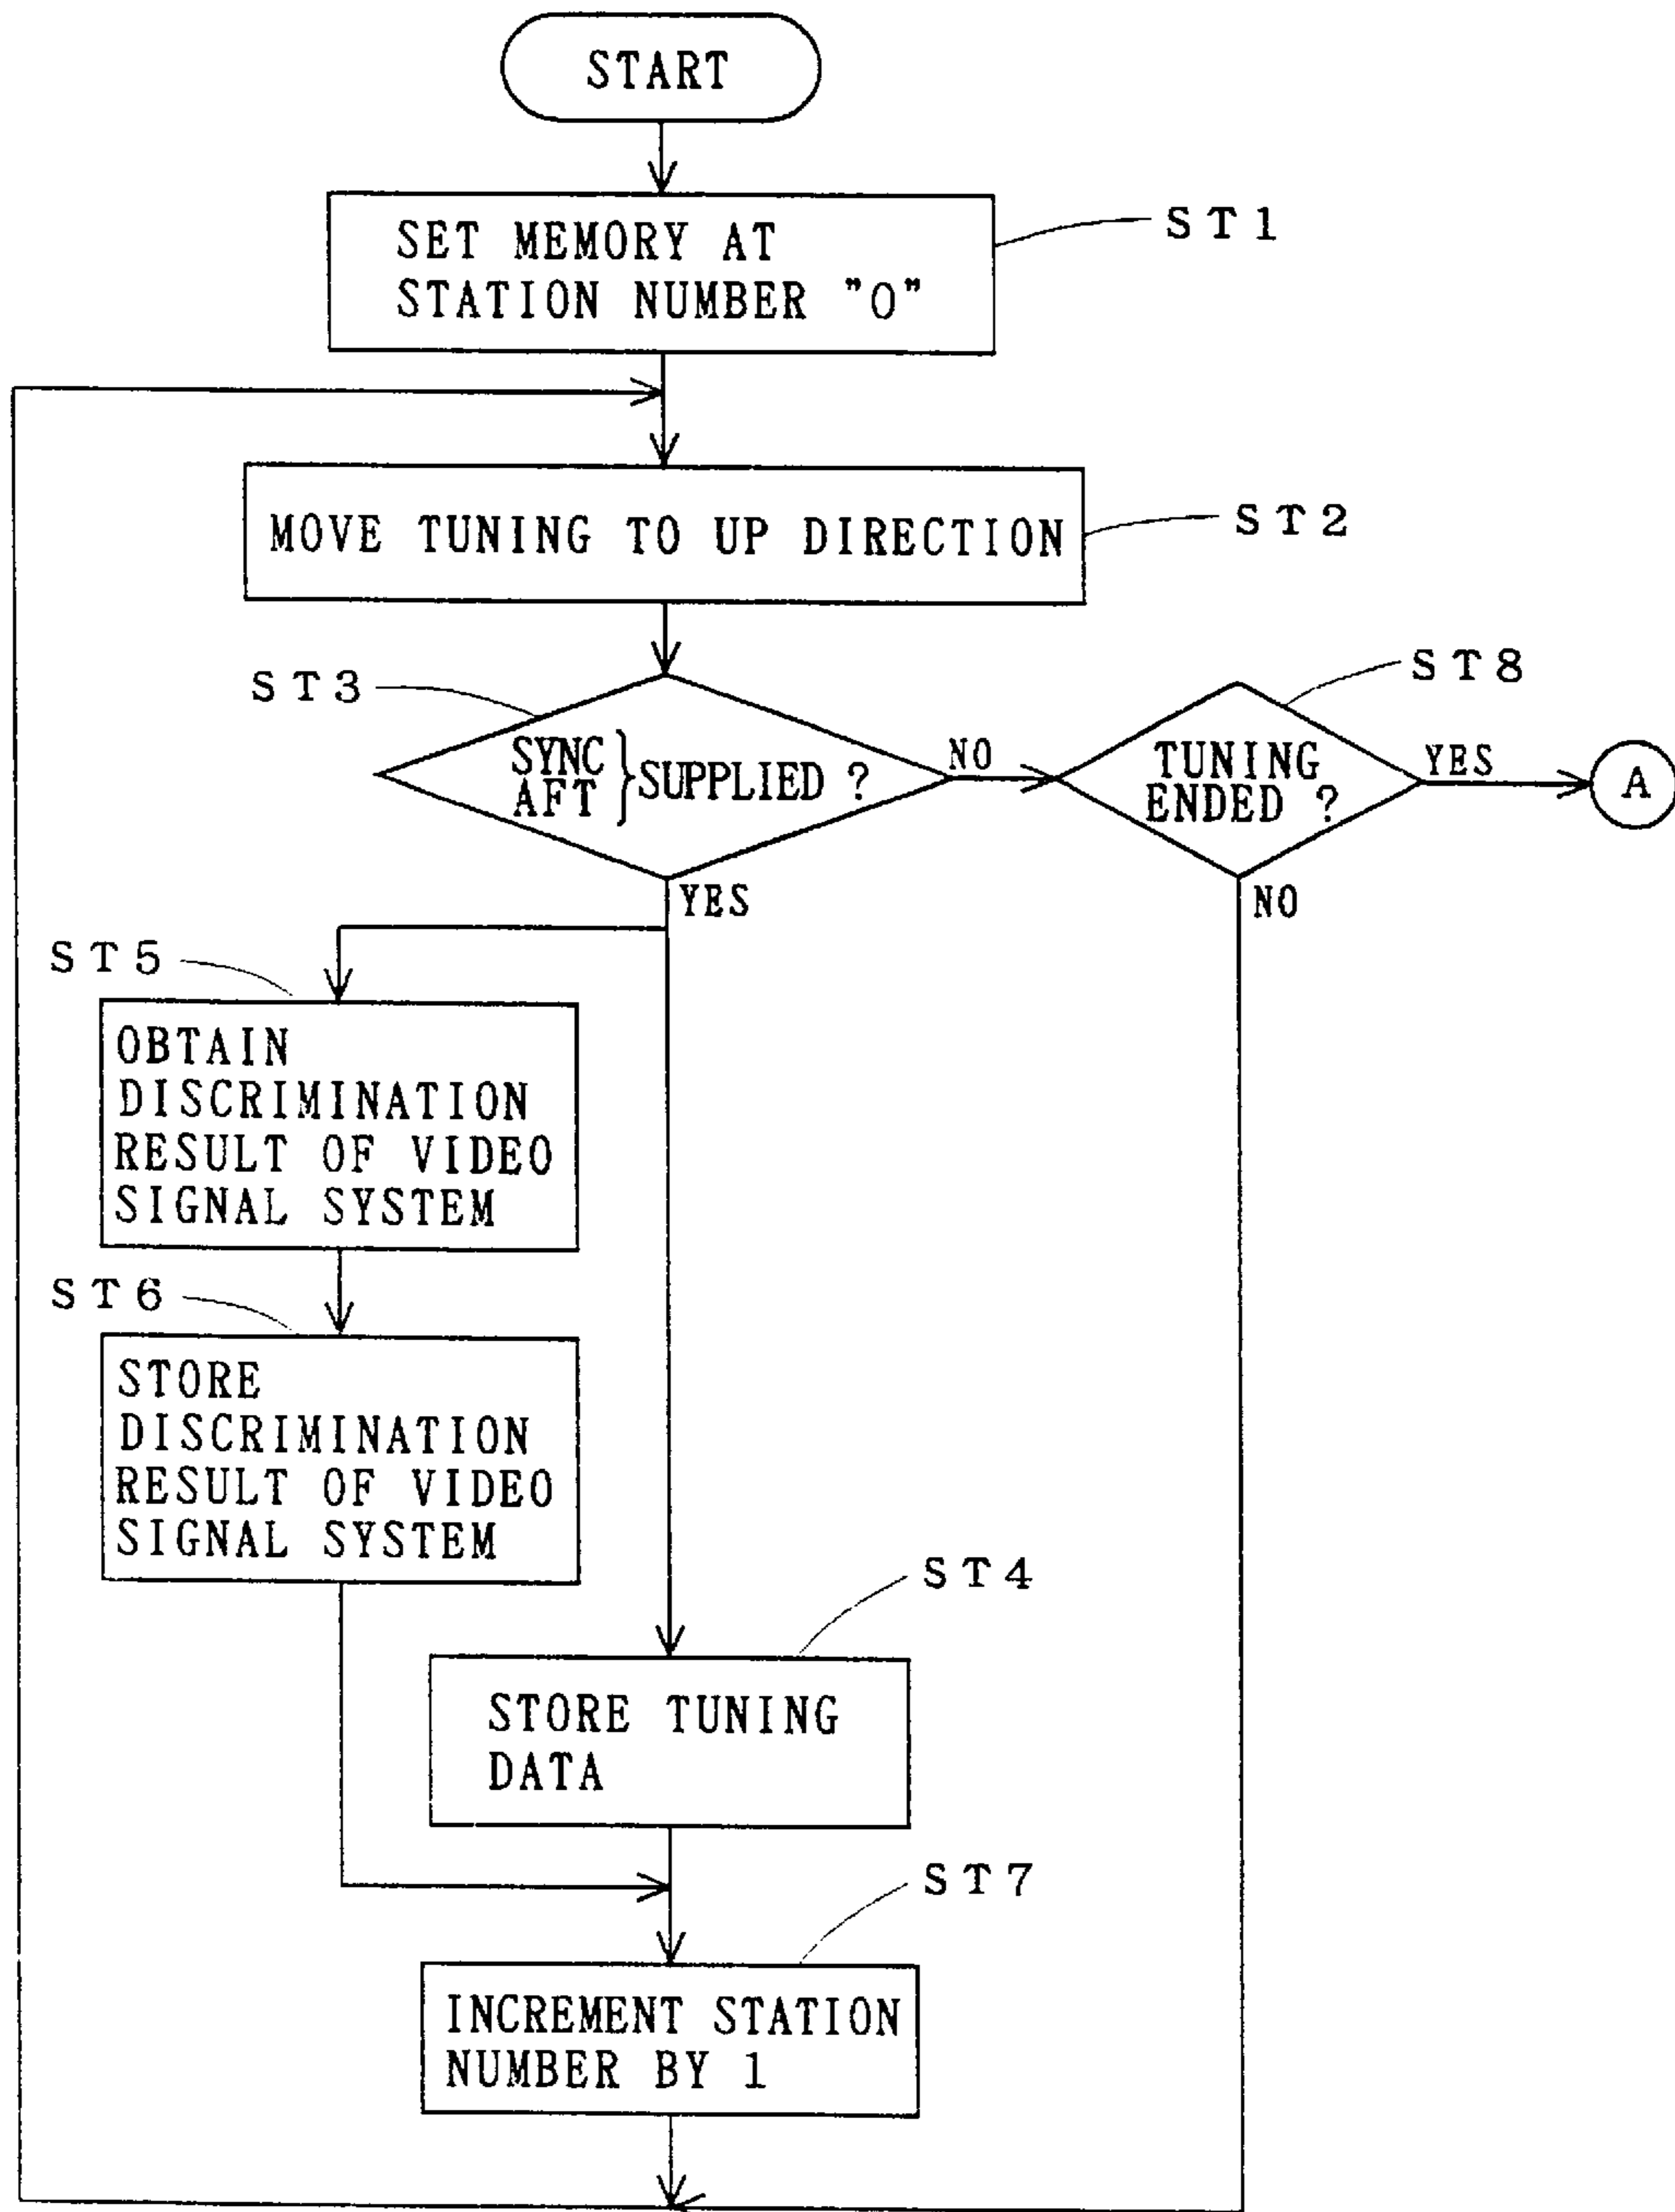 START
SET MEMORY AT
STATION NUMBER "0"
ST1
MOVE TUNING TO UP DIRECTION
ST2
ST3
SYNC
AFT
} SUPPLIED ?
NO
YES
ST8
TUNING
ENDED ?
YES
NO
A
ST5
OBTAIN
DISCRIMINATION
RESULT OF VIDEO
SIGNAL SYSTEM
ST6
STORE
DISCRIMINATION
RESULT OF VIDEO
SIGNAL SYSTEM
ST4
STORE TUNING
DATA
ST7
INCREMENT STATION
NUMBER BY 1